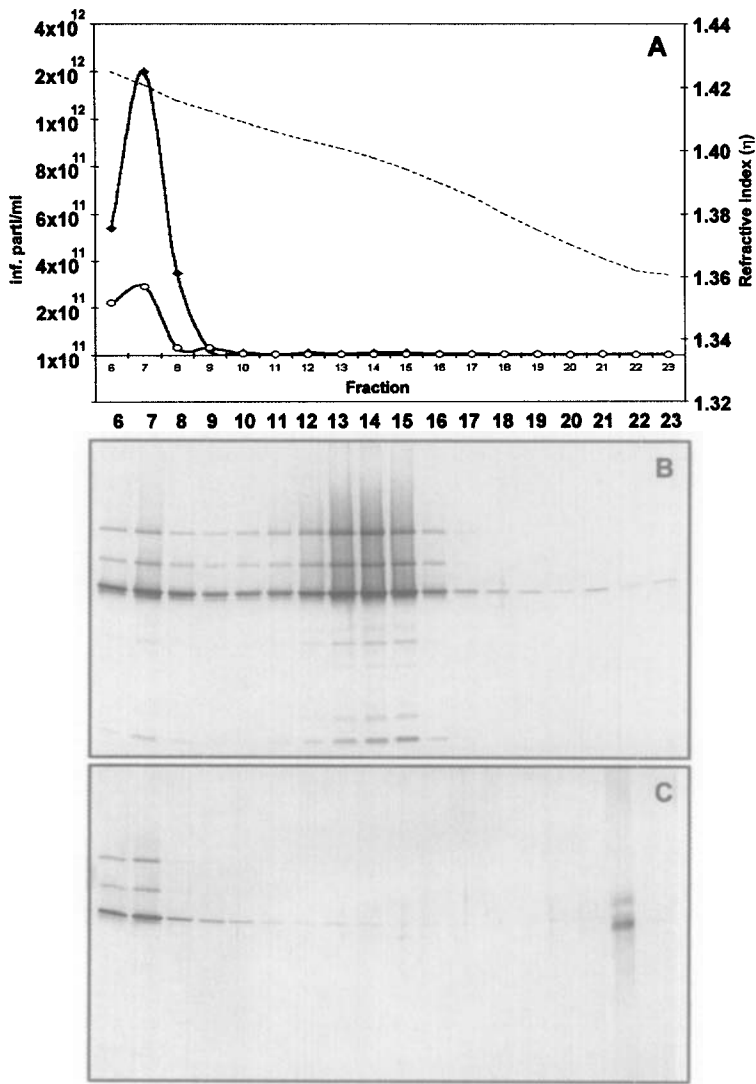 A
4x10^12
2x10^12
1x10^12
8x10^11
6x10^11
4x10^11
2x10^11
1x10^11
Inf. parti/ml
1.44
1.42
1.40
1.38
1.36
1.34
1.32
Refractive Index (η)
6 7 8 9 10 11 12 13 14 15 16 17 18 19 20 21 22 23
Fraction
6 7 8 9 10 11 12 13 14 15 16 17 18 19 20 21 22 23
B
C